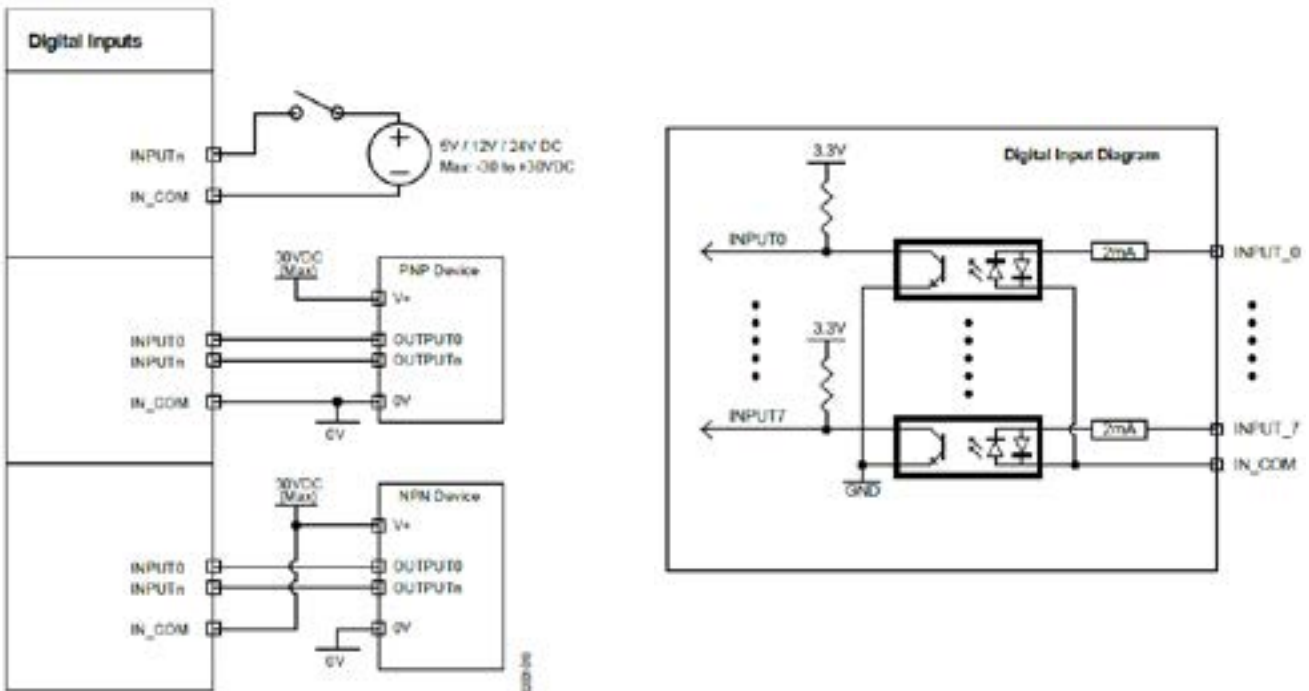 Digital Inputs
INPUTn
IN_COM
5V / 12V / 24V DC
Max: -30 to +30VDC
30VDC
(Max)
PNP Device
V+
INPUT0
OUTPUT0
INPUTn
OUTPUTn
IN_COM
0V
0V
30VDC
(Max)
NPN Device
V+
INPUT0
OUTPUT0
INPUTn
OUTPUTn
IN_COM
0V
0V
Digital Input Diagram
3.3V
INPUT0
2mA
INPUT_0
3.3V
INPUT7
2mA
INPUT_7
IN_COM
GND